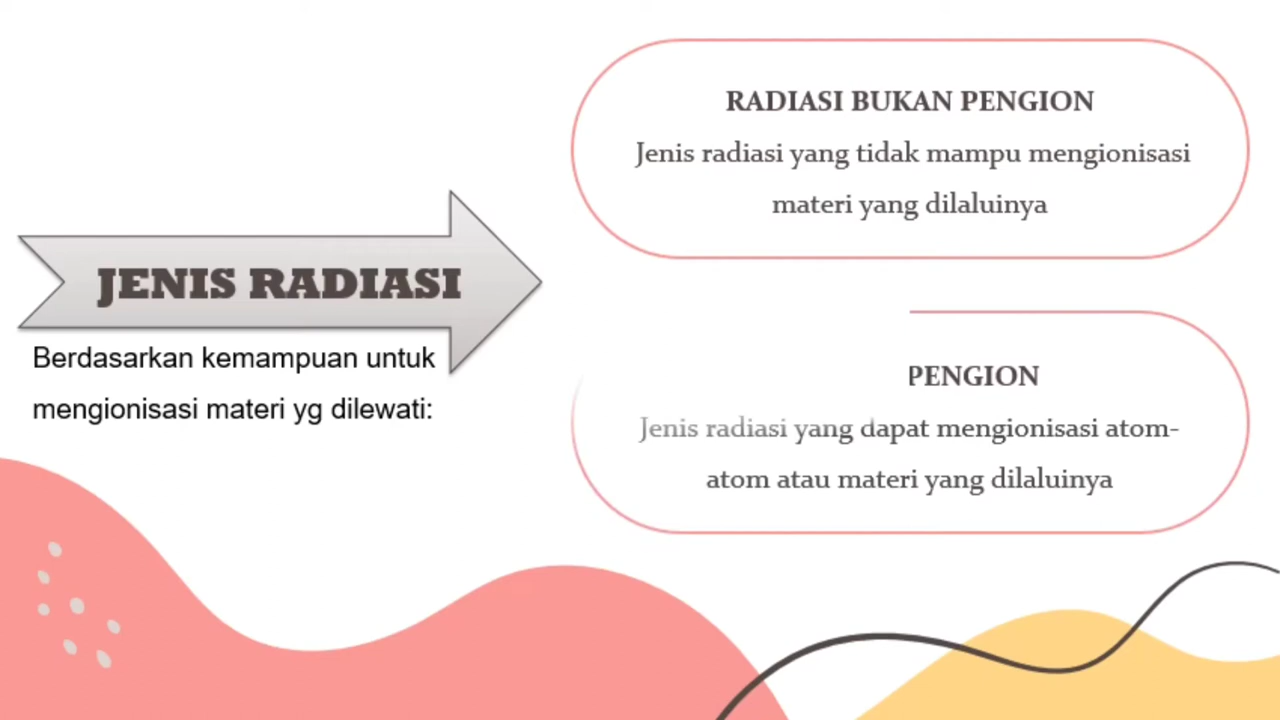 JENIS RADIASI
Berdasarkan kemampuan untuk
mengionisasi materi yg dilewati:
RADIASI BUKAN PENGION
Jenis radiasi yang tidak mampu mengionisasi
materi yang dilaluinya
PENGION
Jenis radiasi yang dapat mengionisasi atom-
atom atau materi yang dilaluinya